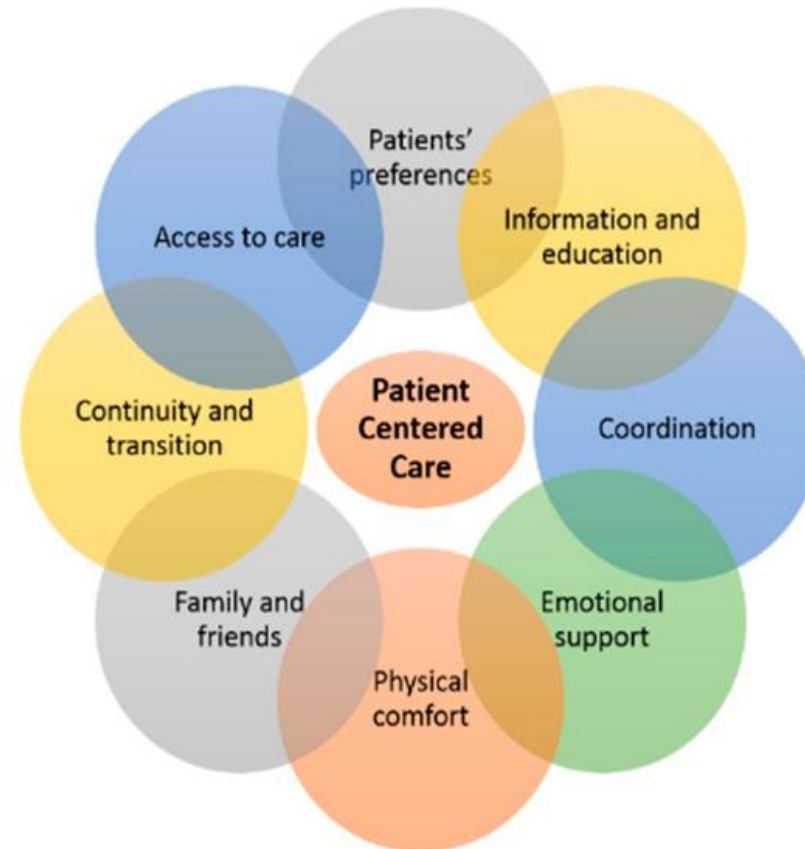 Patients’
preferences
Information and
education
Coordination
Emotional
support
Physical
comfort
Family and
friends
Continuity and
transition
Access to care
Patient
Centered
Care